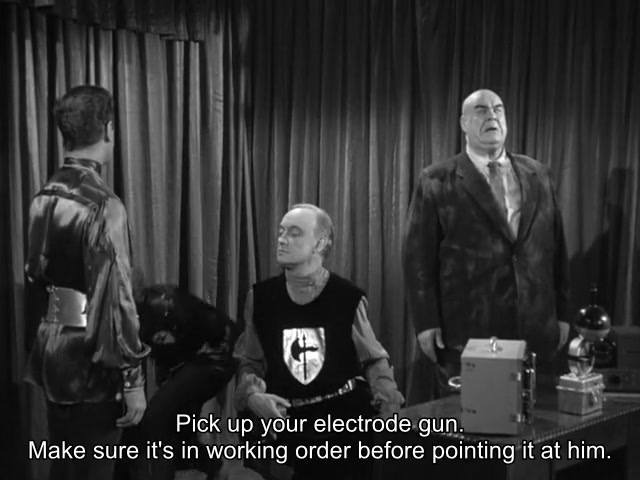 Pick up your electrode gun.
Make sure it's in working order before pointing it at him.